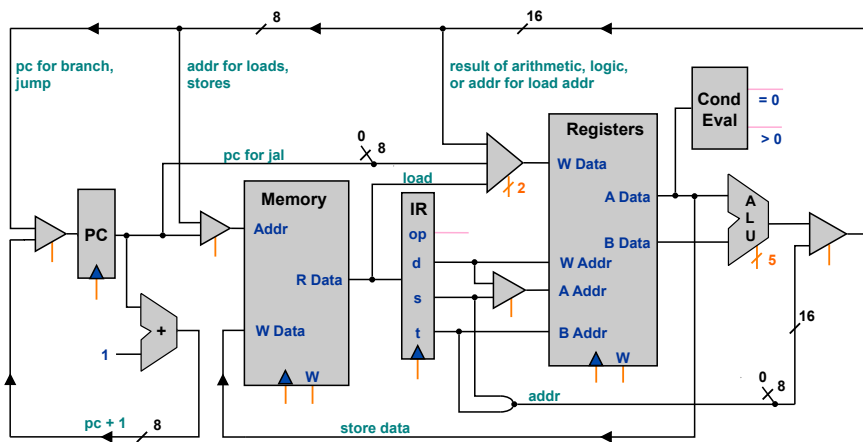 8
16
pc for branch,
jump
addr for loads,
stores
result of arithmetic, logic,
or addr for load addr
Cond
Eval
= 0
> 0
Registers
0
8
pc for jal
W Data
load
2
Memory
IR
A Data
A
L
U
PC
Addr
op
B Data
R Data
d
W Addr
5
s
A Addr
W Data
+
t
B Addr
16
1
W
W
0
8
addr
pc + 1
8
store data